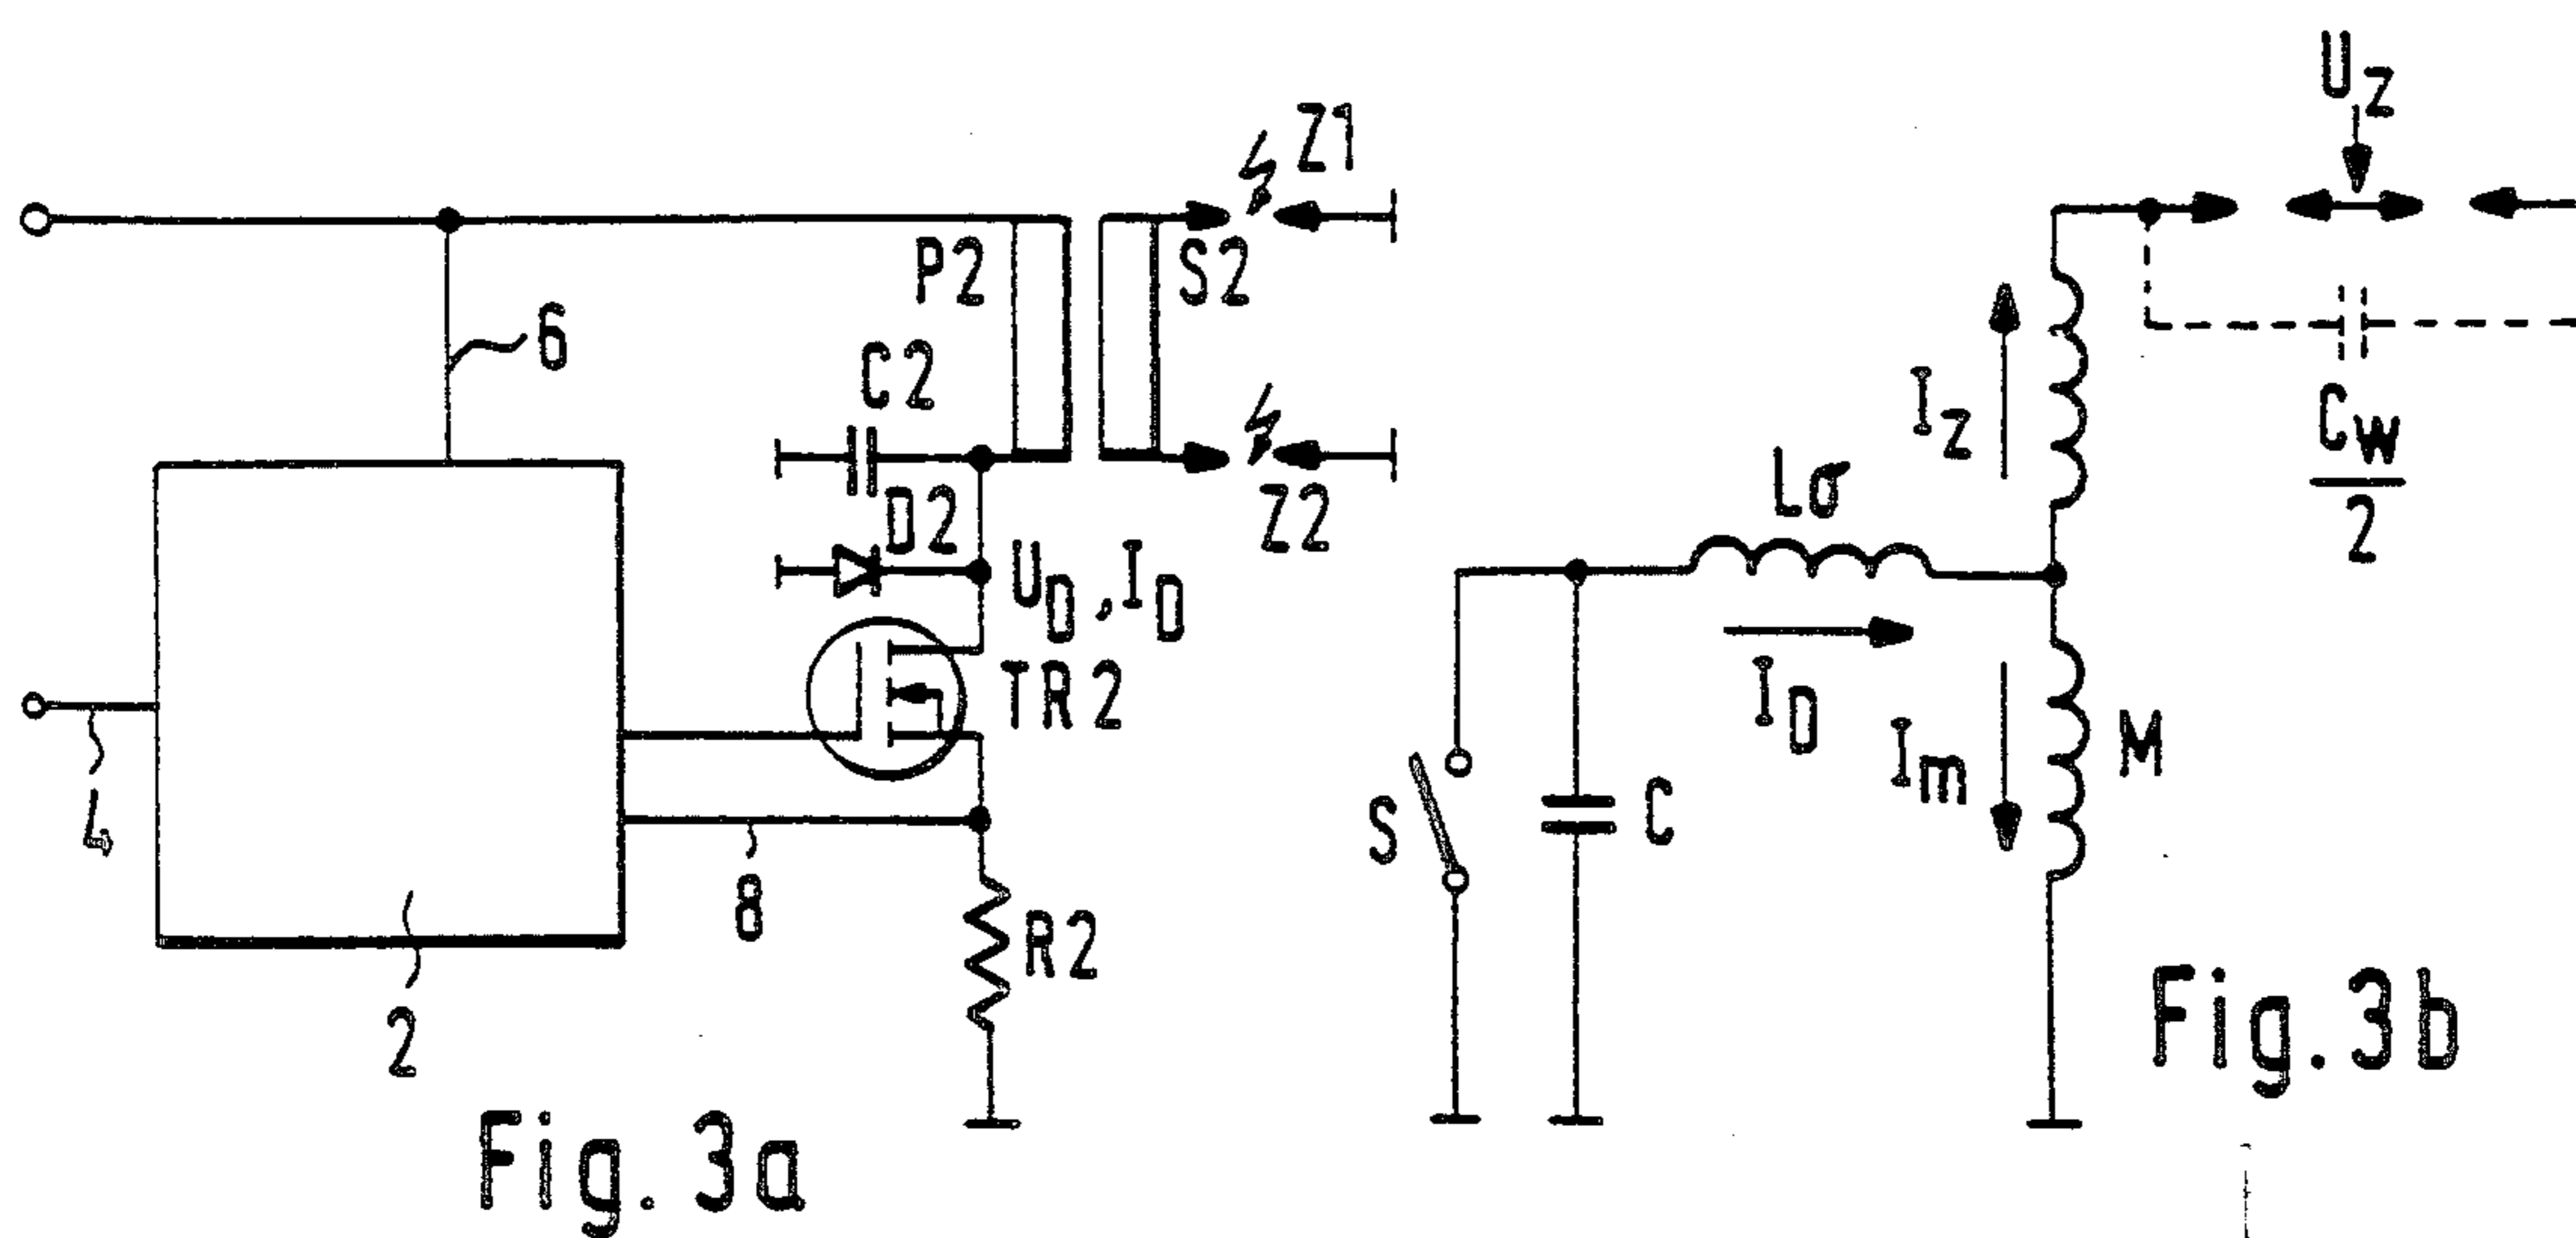 Z1
P2
S2
6
C2
D2
Z2
U_D, I_D
TR2
4
8
R2
2
Fig. 3a
U_Z
I_Z
C_W
2
Lσ
I_D
I_m
M
S
C
Fig. 3b